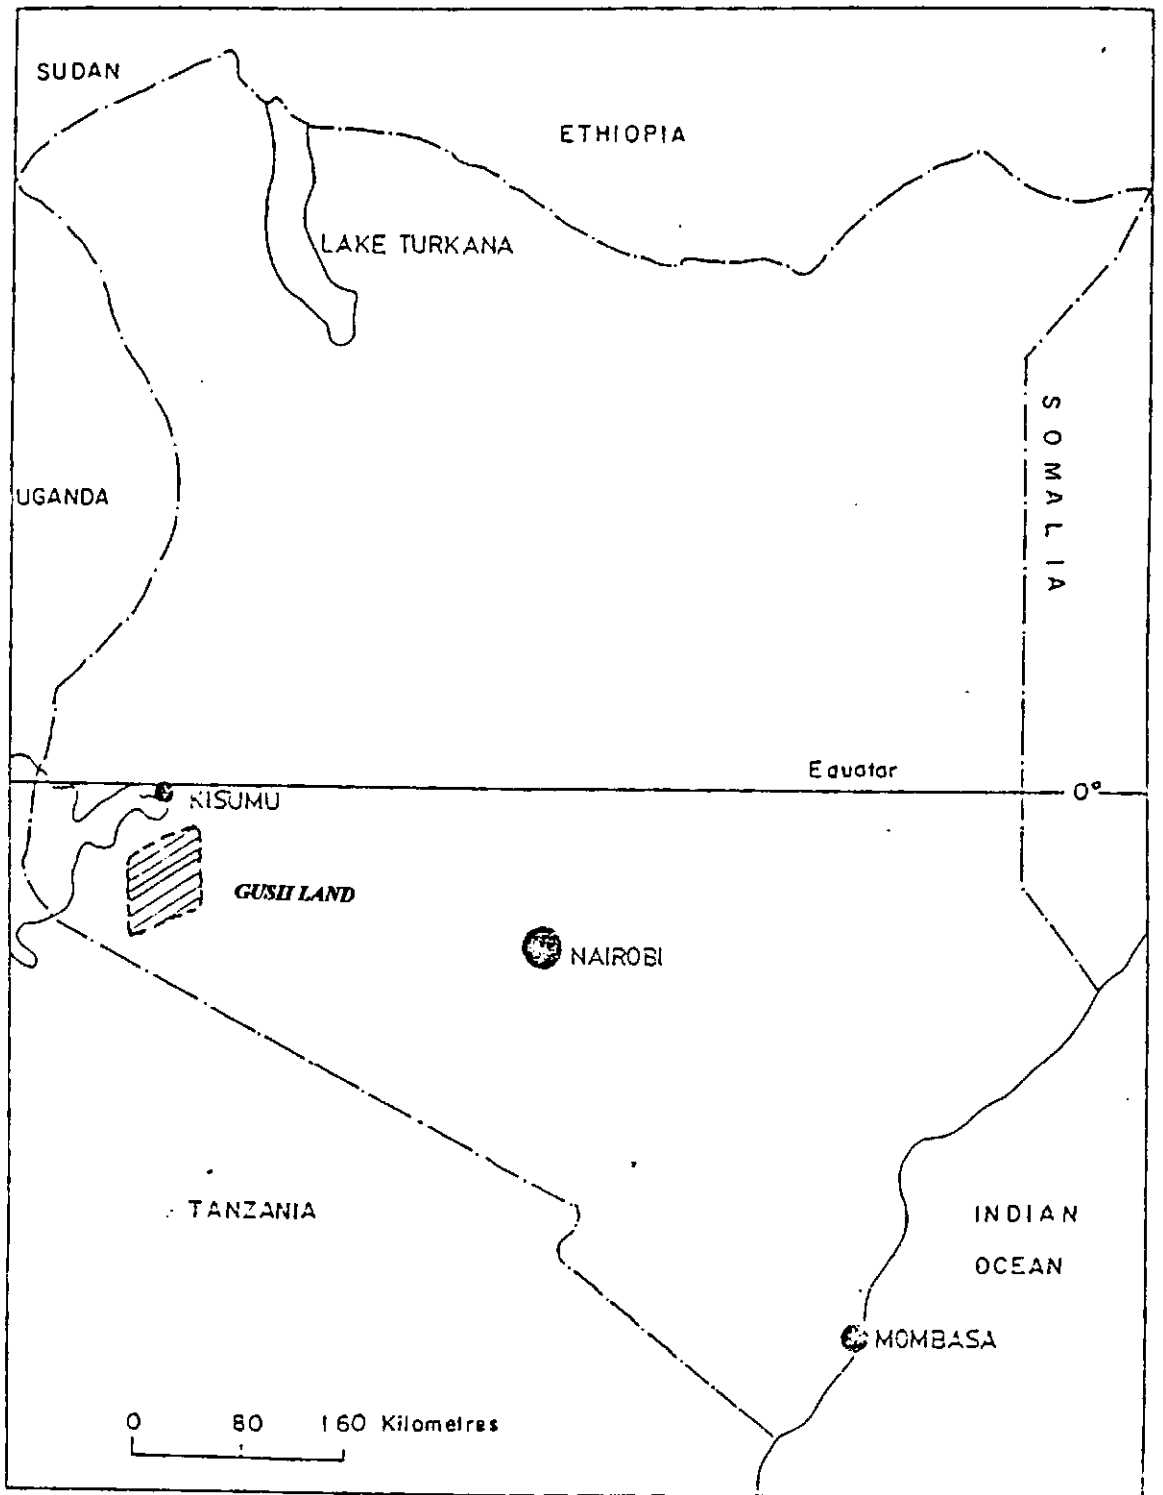 SUDAN
ETHIOPIA
LAKE TURKANA
SOMALIA
UGANDA
Equator
0°
KISUMU
GUSII LAND
NAIROBI
TANZANIA
INDIAN
OCEAN
MOMBASA
0 80 160 Kilometres